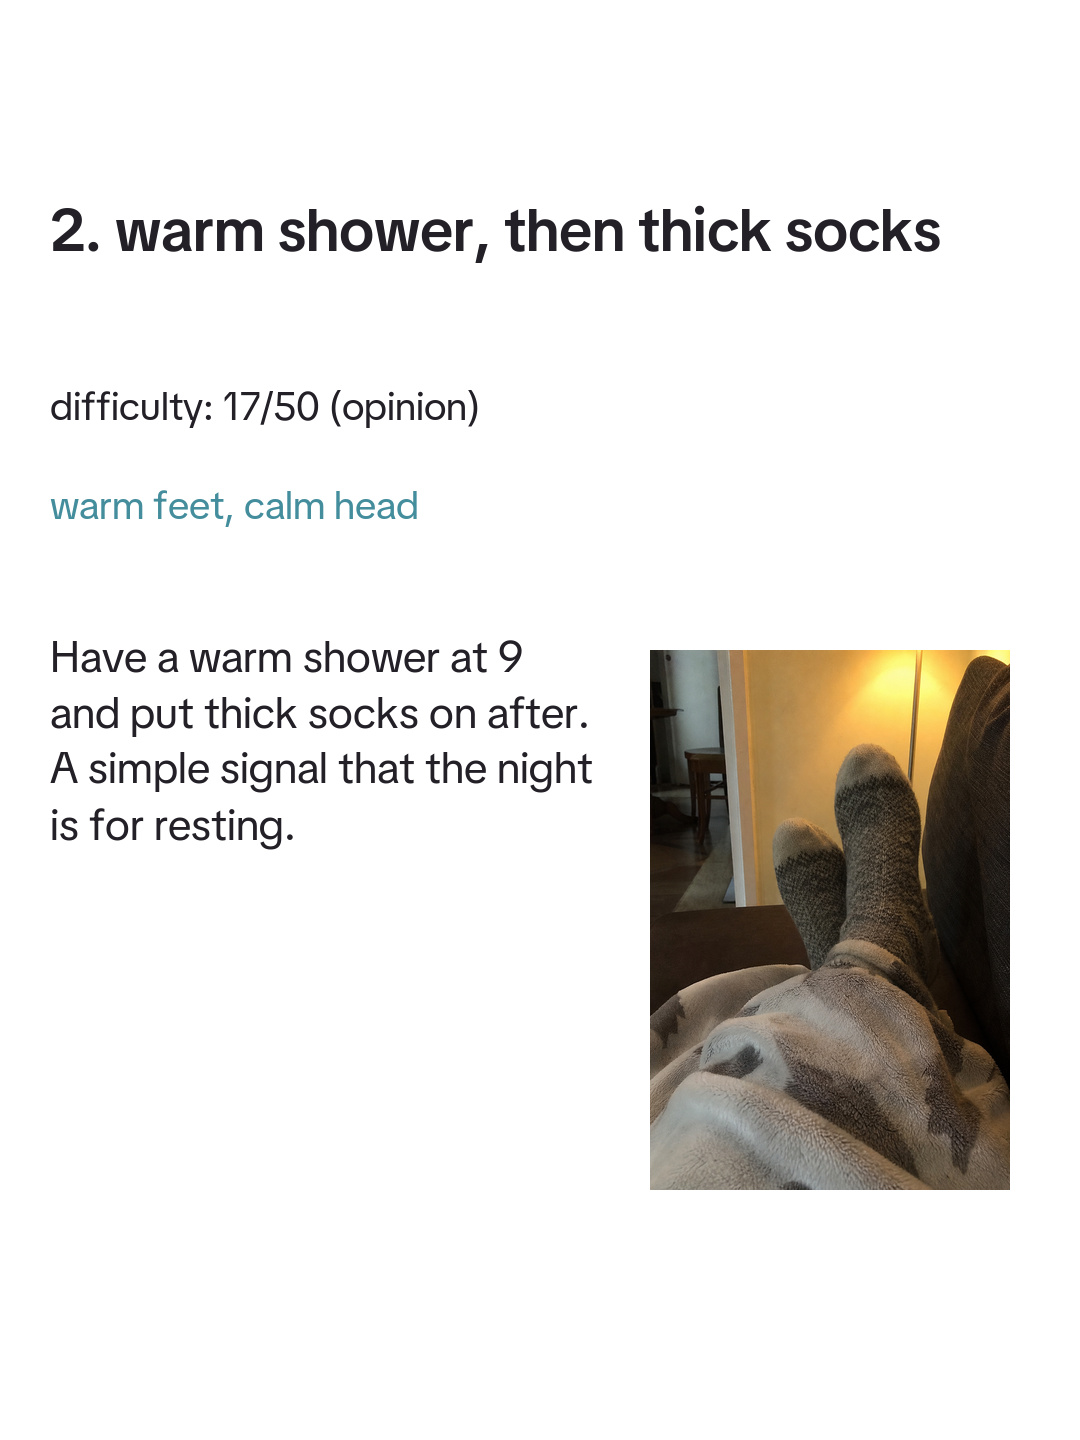 2. warm shower, then thick socks
difficulty: 17/50 (opinion)
warm feet, calm head
Have a warm shower at 9
and put thick socks on after.
A simple signal that the night
is for resting.